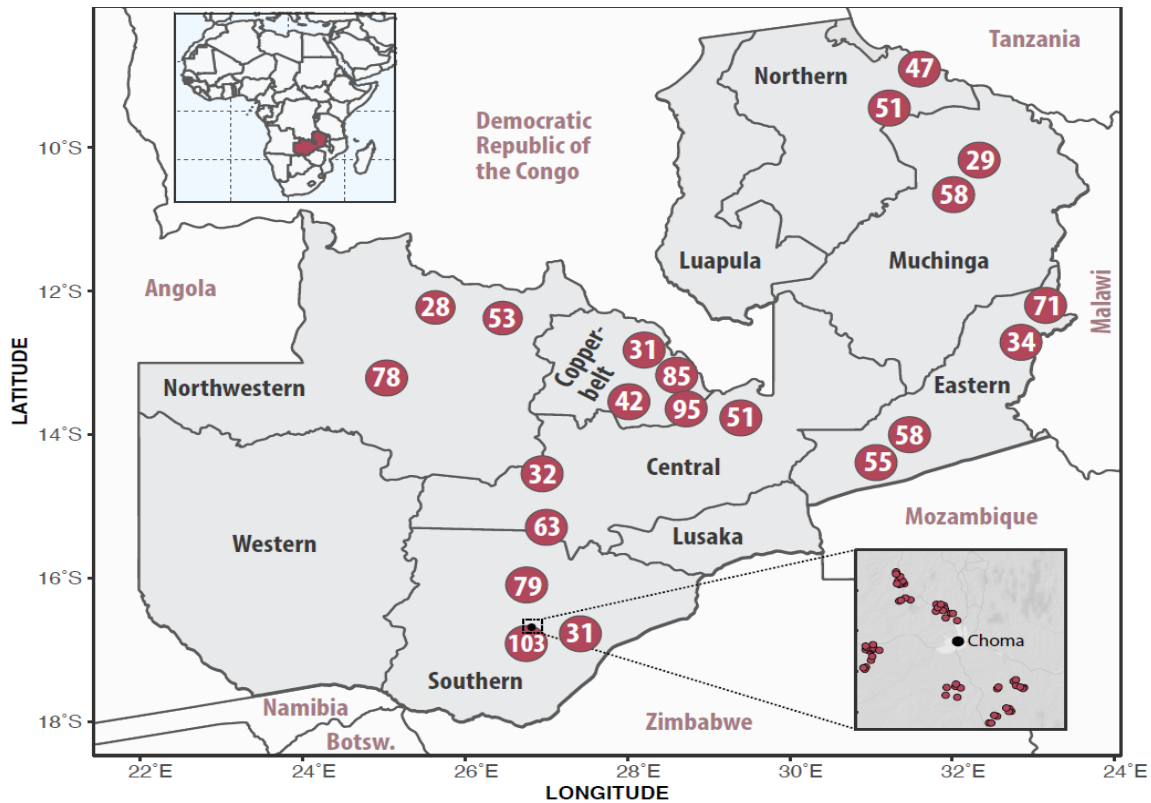 Tanzania
Northern
47
51
Democratic
Republic of
the Congo
10°S
29
58
Luapula
Muchinga
Angola
12°S
28
53
71
Malawi
34
31
Copper-
belt
85
78
Northwestern
42
95
51
Eastern
LATITUDE
14°S
58
55
Central
32
63
Mozambique
Western
Lusaka
16°S
79
103
31
Choma
Southern
Namibia
Zimbabwe
18°S
Botsw.
22°E
24°E
26°E
28°E
30°E
32°E
24°E
LONGITUDE